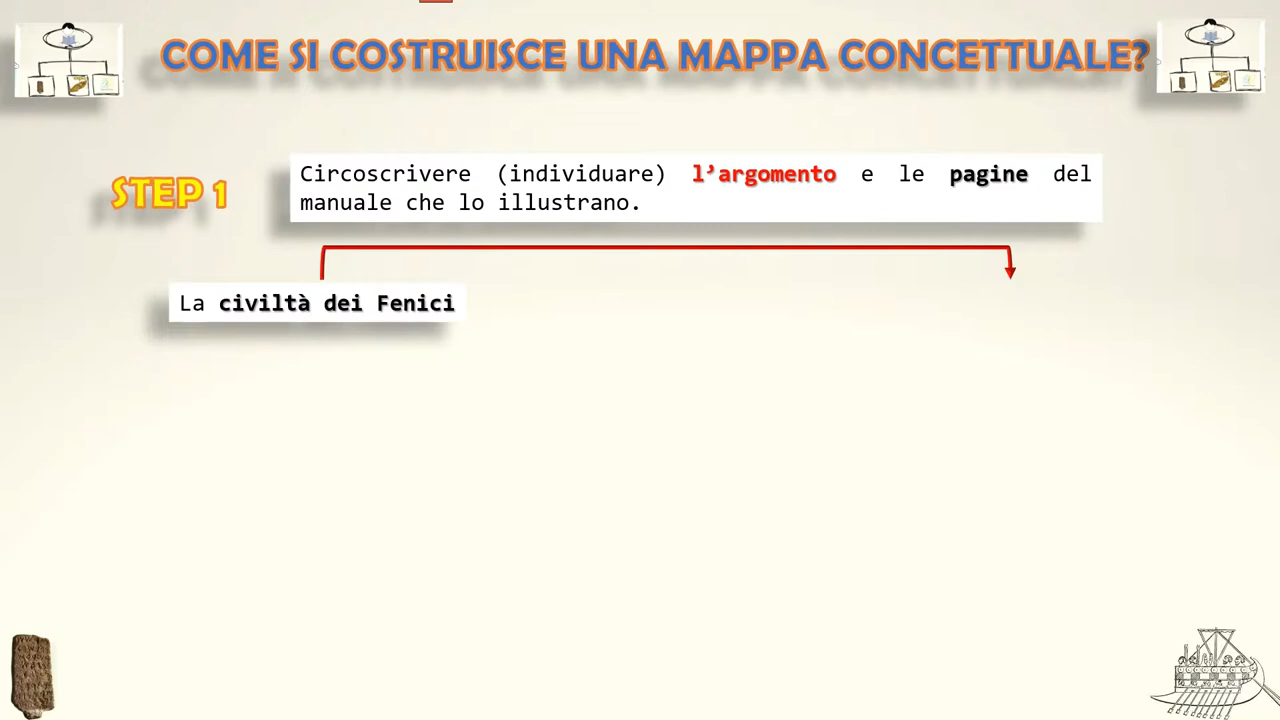 COME SI COSTRUISCE UNA MAPPA CONCETTUALE?
STEP 1
Circoscrivere (individuare) l’argomento e le pagine del
manuale che lo illustrano.
La civiltà dei Fenici